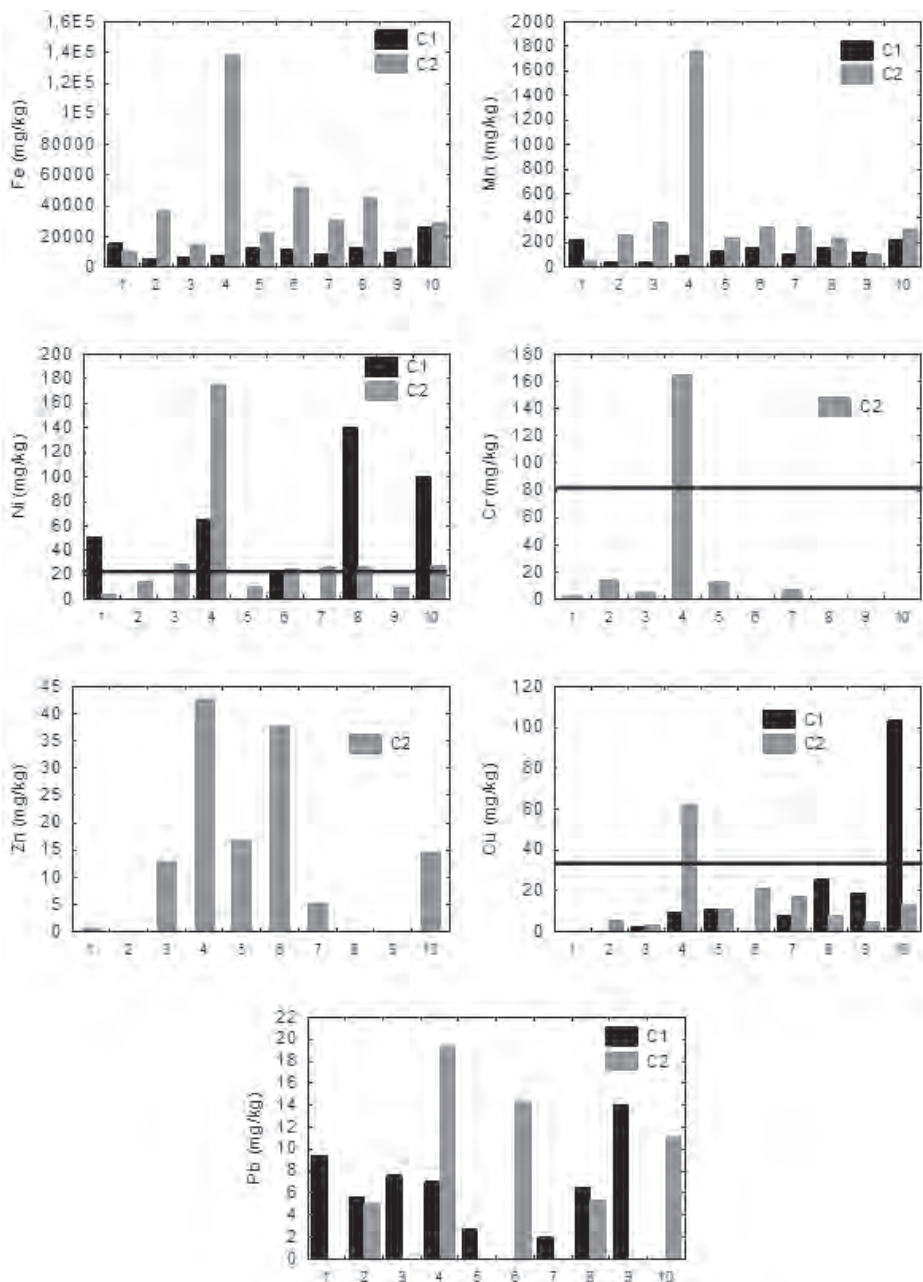 Fe (mg/kg)
1,6E5
1,4E5
1,2E5
1E5
80000
60000
40000
20000
0
C1
C2
1 2 3 4 5 6 7 8 9 10
Mn (mg/kg)
2000
1800
1600
1400
1200
1000
800
600
400
200
0
C1
C2
1 2 3 4 5 6 7 8 9 10
Ni (mg/kg)
200
180
160
140
120
100
80
60
40
20
0
C1
C2
1 2 3 4 5 6 7 8 9 10
Cr (mg/kg)
180
160
140
120
100
80
60
40
20
0
C2
1 2 3 4 5 6 7 8 9 10
Zn (mg/kg)
45
40
35
30
25
20
15
10
5
0
C2
1 2 3 4 5 6 7 8 9 10
Cu (mg/kg)
120
100
80
60
40
20
0
C1
C2
1 2 3 4 5 6 7 8 9 10
Pb (mg/kg)
22
20
18
16
14
12
10
8
6
4
2
0
C1
C2
1 2 3 4 5 6 7 8 9 10